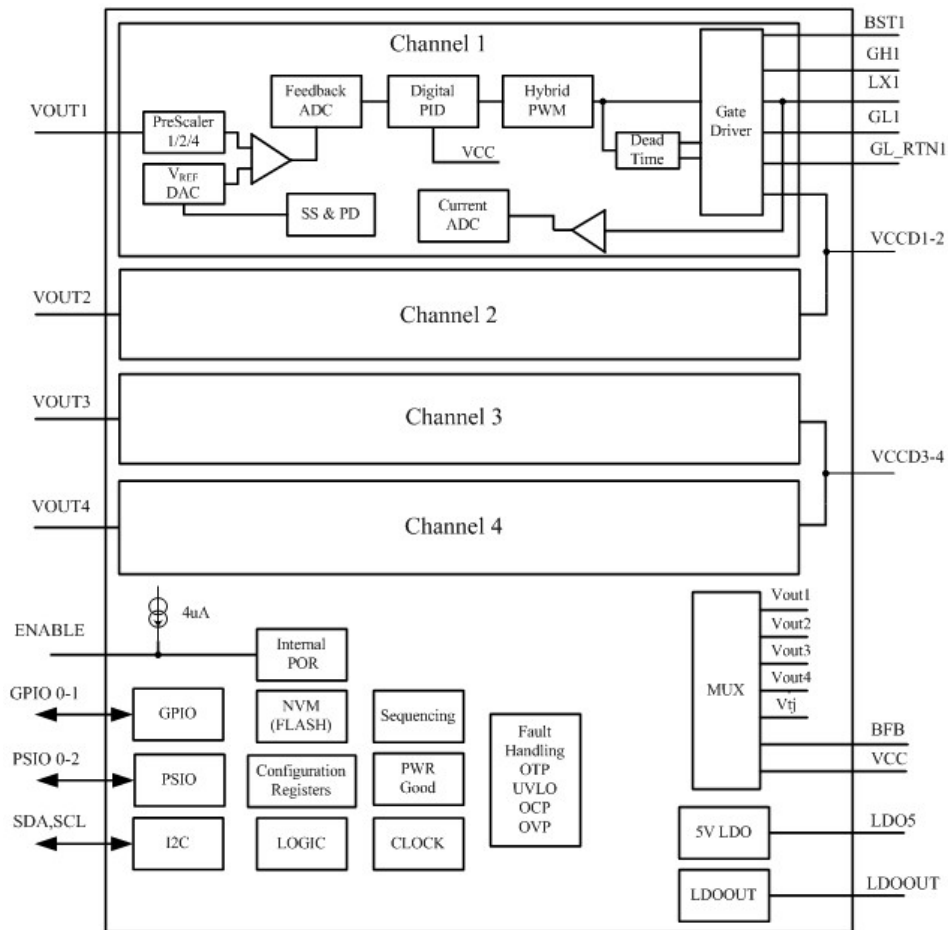 Channel 1
BST1
GH1
LX1
GL1
GL_RTN1
VOUT1
PreScaler
1/2/4
Feedback
ADC
Digital
PID
Hybrid
PWM
Gate
Driver
Dead
Time
VCC
VREF
DAC
SS & PD
Current
ADC
VCCD1-2
VOUT2
Channel 2
VOUT3
Channel 3
VCCD3-4
VOUT4
Channel 4
4uA
ENABLE
Internal
POR
MUX
Vout1
Vout2
Vout3
Vout4
Vtj
BFB
VCC
GPIO 0-1
GPIO
NVM
(FLASH)
Sequencing
Fault
Handling
OTP
UVLO
OCP
OVP
PSIO 0-2
PSIO
Configuration
Registers
PWR
Good
SDA,SCL
I2C
LOGIC
CLOCK
5V LDO
LDO5
LDOOUT
LDOOUT